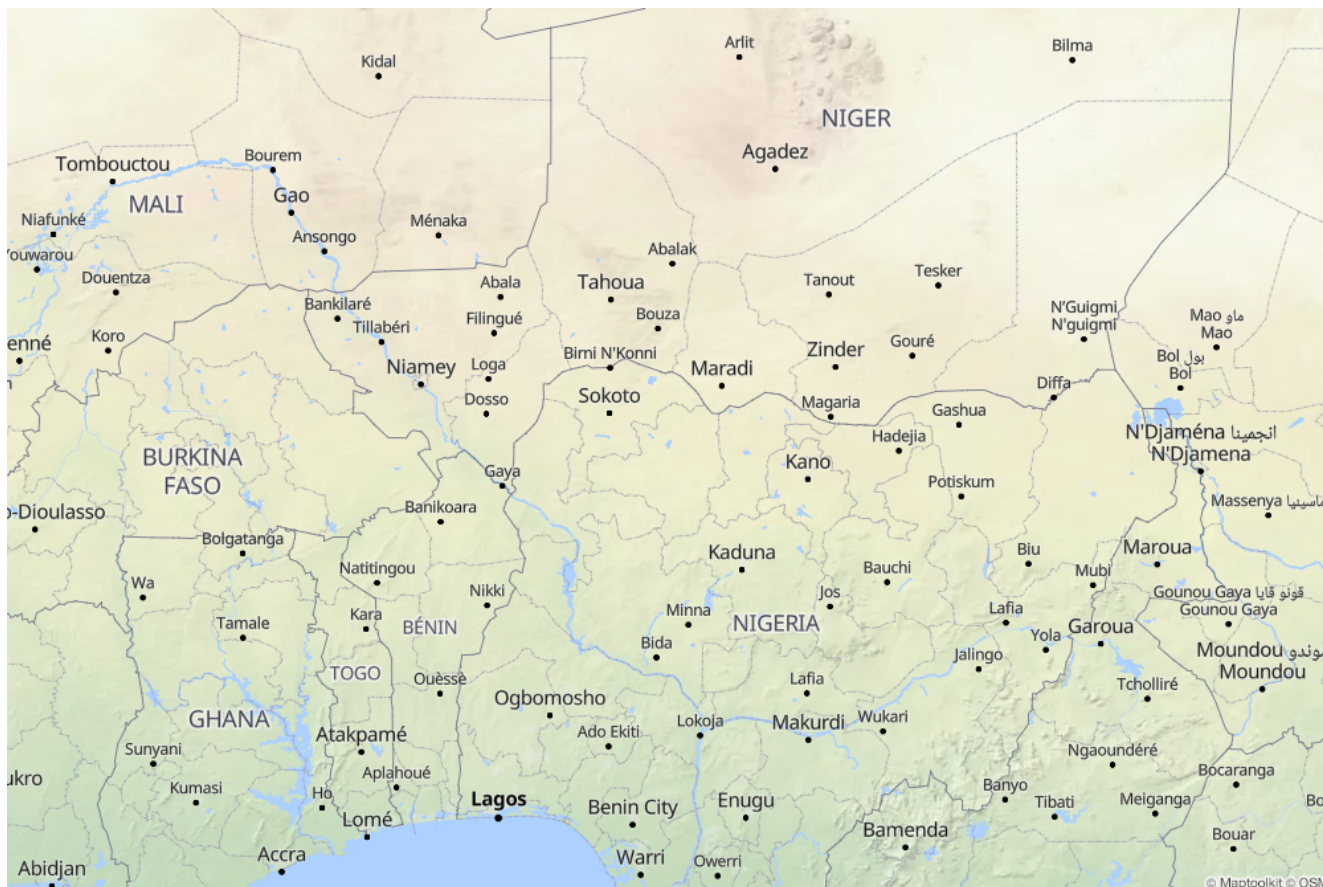 Arlit
Bilma
Kidal
NIGER
Agadez
Bourem
Tombouctou
Gao
MALI
Niafunké
Ménaka
Ansongo
Abalak
Youwarou
Douentza
Abala
Tahoua
Tanout
Tesker
Bankilaré
Filingué
Bouza
N'Guigmi
N'guigmi
Mao ماو
Mao
Tillabéri
Koro
enné
Birni N'Konni
Zinder
Gouré
Bol بول
Bol
Niamey
Loga
Maradi
Diffa
Dosso
Sokoto
Magaria
Gashua
Hadejia
N'Djaména انجمينا
N'Djamena
BURKINA
FASO
Gaya
Kano
Potiskum
Massenya ماسينيا
o-Dioulasso
Banikoara
Bolgatanga
Kaduna
Biu
Maroua
Natitingou
Bauchi
Mubi
Wa
Nikki
Jos
Gounou Gaya قونو قايا
Gounou Gaya
Kara
Minna
Lafia
Tamale
BÉNIN
NIGERIA
Garoua
Yola
Bida
Jalingo
Moundou موندو
Moundou
TOGO
Ouèssè
Lafia
Tcholliré
Ogbomosho
GHANA
Lokoja
Makurdi
Wukari
Atakpamé
Ado Ekiti
Sunyani
Ngaoundéré
ukro
Aplahoué
Bocaranga
Kumasi
Ho
Lagos
Benin City
Enugu
Banyo
Tibati
Meiganga
Bo
Lomé
Bamenda
Bouar
Accra
Warri
Owerri
Abidjan
© Maptoolkit © OSM